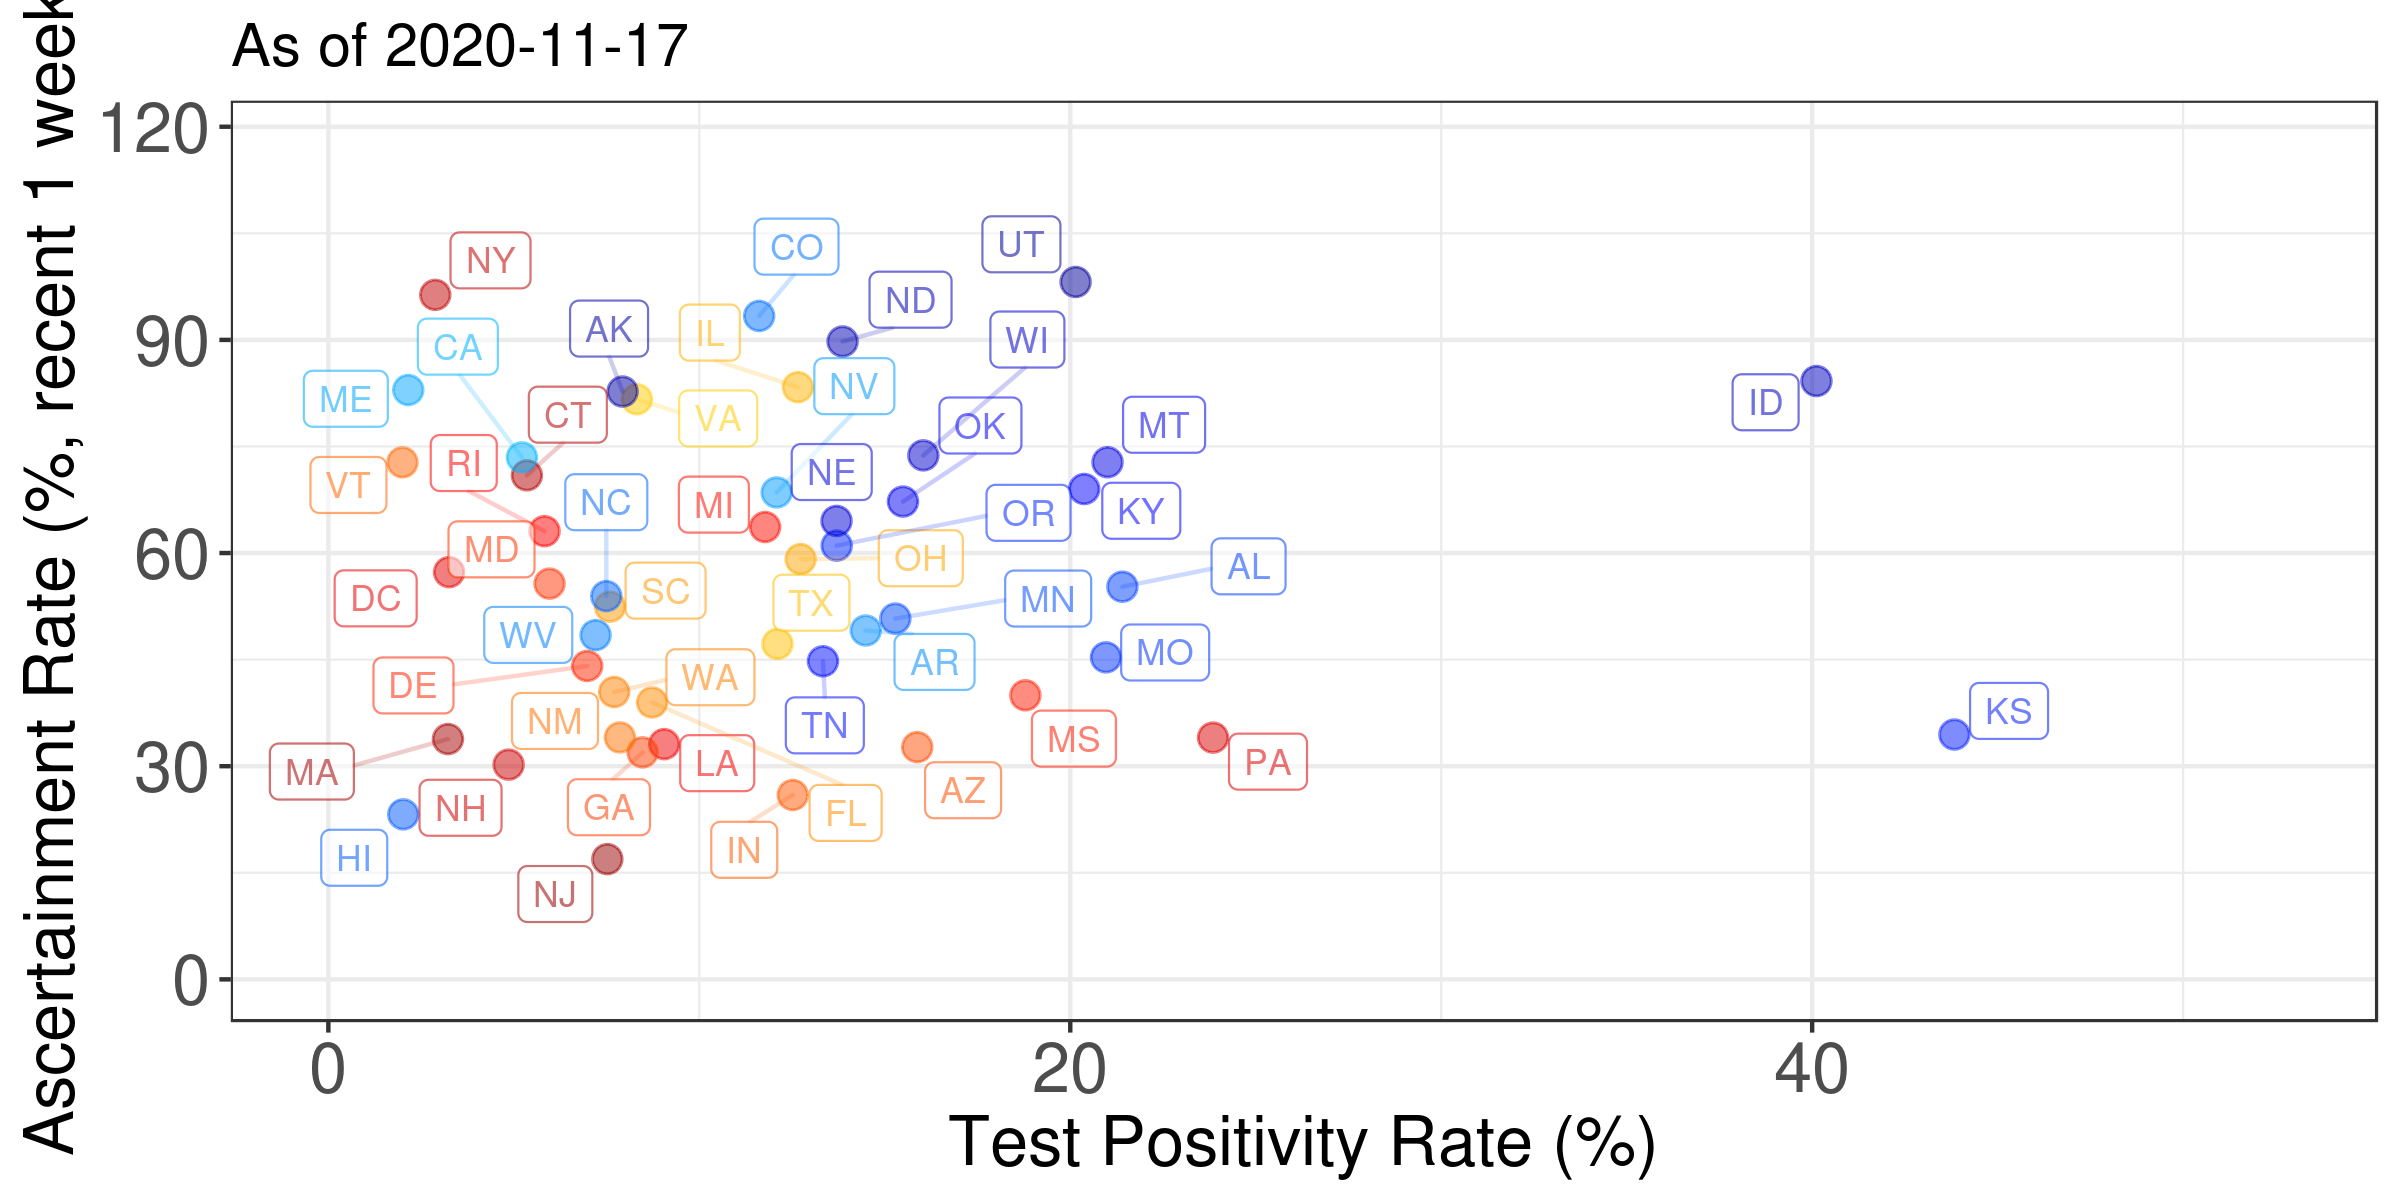 As of 2020-11-17
Ascertainment Rate (%, recent 1 week
120
90
60
30
0
NY
CO
UT
ND
AK
IL
WI
CA
NV
ME
CT
VA
OK
MT
ID
RI
VT
NC
MI
NE
OR
KY
MD
OH
AL
DC
SC
TX
MN
WV
AR
MO
DE
WA
NM
TN
MS
KS
MA
LA
PA
NH
GA
FL
AZ
HI
IN
NJ
0
20
40
Test Positivity Rate (%)